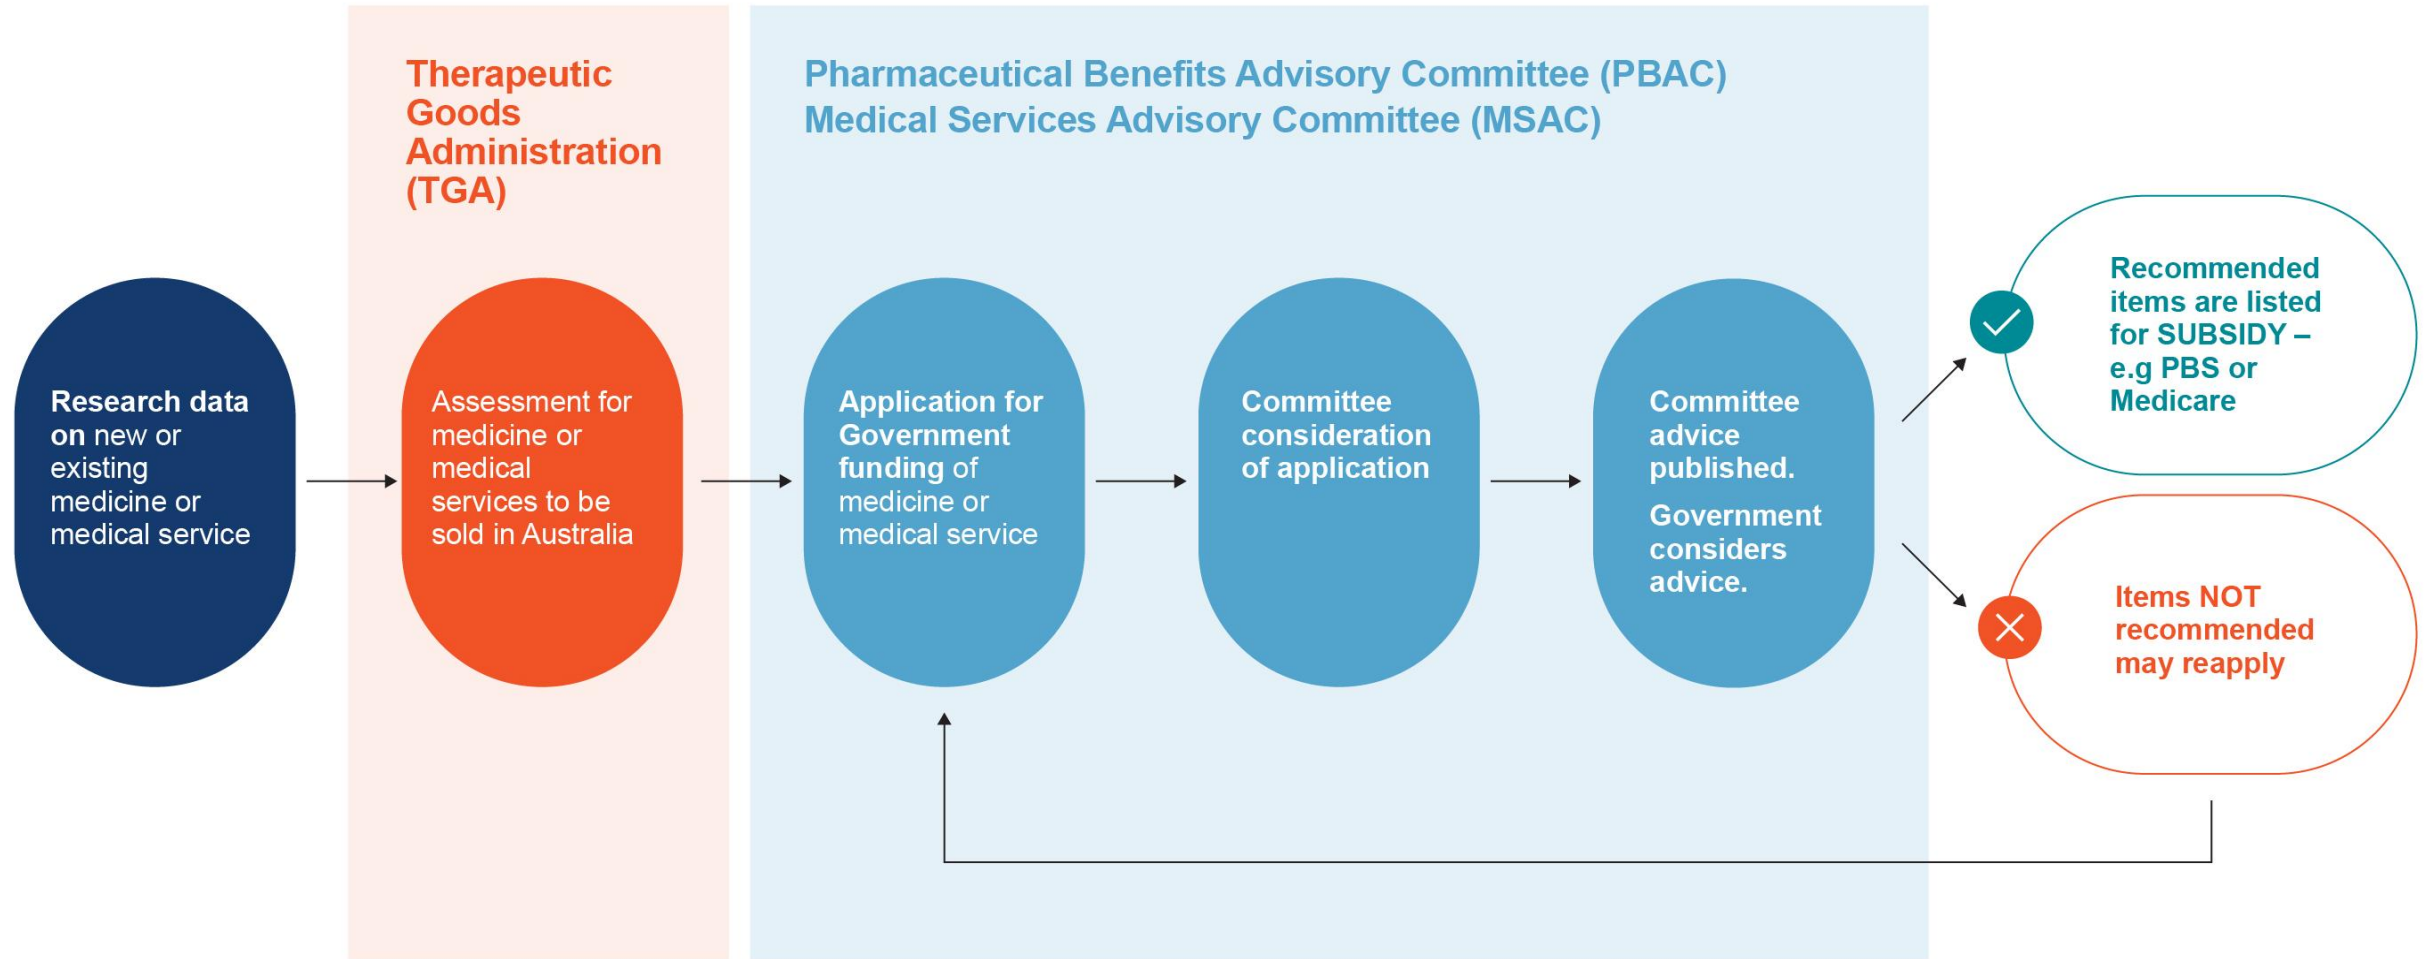 Therapeutic
Goods
Administration
(TGA)
Pharmaceutical Benefits Advisory Committee (PBAC)
Medical Services Advisory Committee (MSAC)
Research data
on new or
existing
medicine or
medical service
Assessment for
medicine or
medical
services to be
sold in Australia
Application for
Government
funding of
medicine or
medical service
Committee
consideration
of application
Committee
advice
published.
Government
considers
advice.
Recommended
items are listed
for SUBSIDY –
e.g PBS or
Medicare
Items NOT
recommended
may reapply